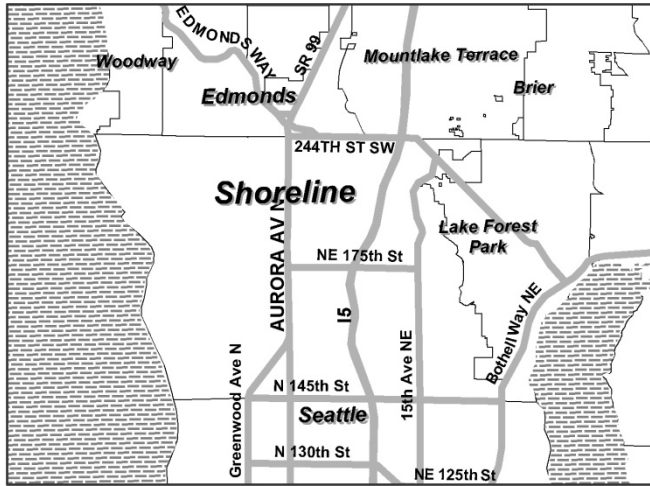 EDMONDS WAY
SR 99
Woodway
Mountlake Terrace
Edmonds
Brier
244TH ST SW
Shoreline
AURORA AV N
Lake Forest
Park
NE 175th St
I5
15th Ave NE
Bothell Way NE
Greenwood Ave N
N 145th St
Seattle
N 130th St
NE 125th St